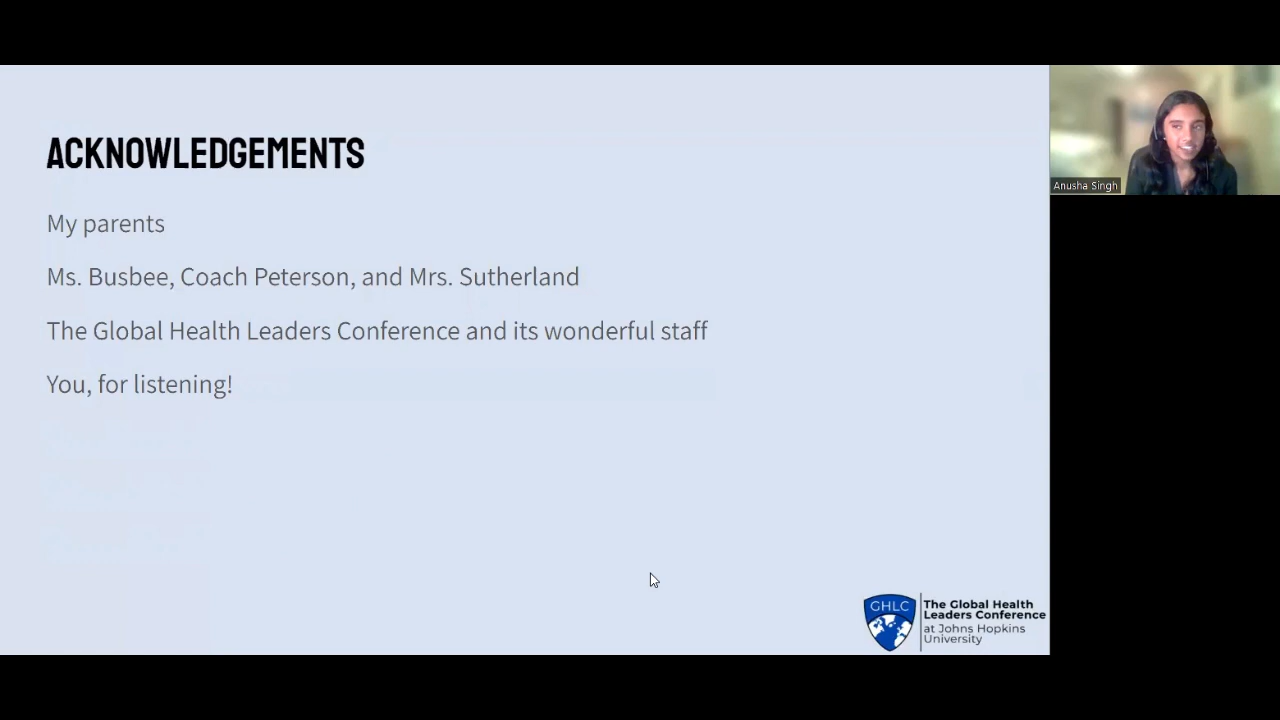 ACKNOWLEDGEMENTS
My parents
Ms. Busbee, Coach Peterson, and Mrs. Sutherland
The Global Health Leaders Conference and its wonderful staff
You, for listening!
Anusha Singh
GHLC
The Global Health
Leaders Conference
at Johns Hopkins
University